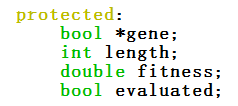 protected:
bool *gene;
int length;
double fitness;
bool evaluated;